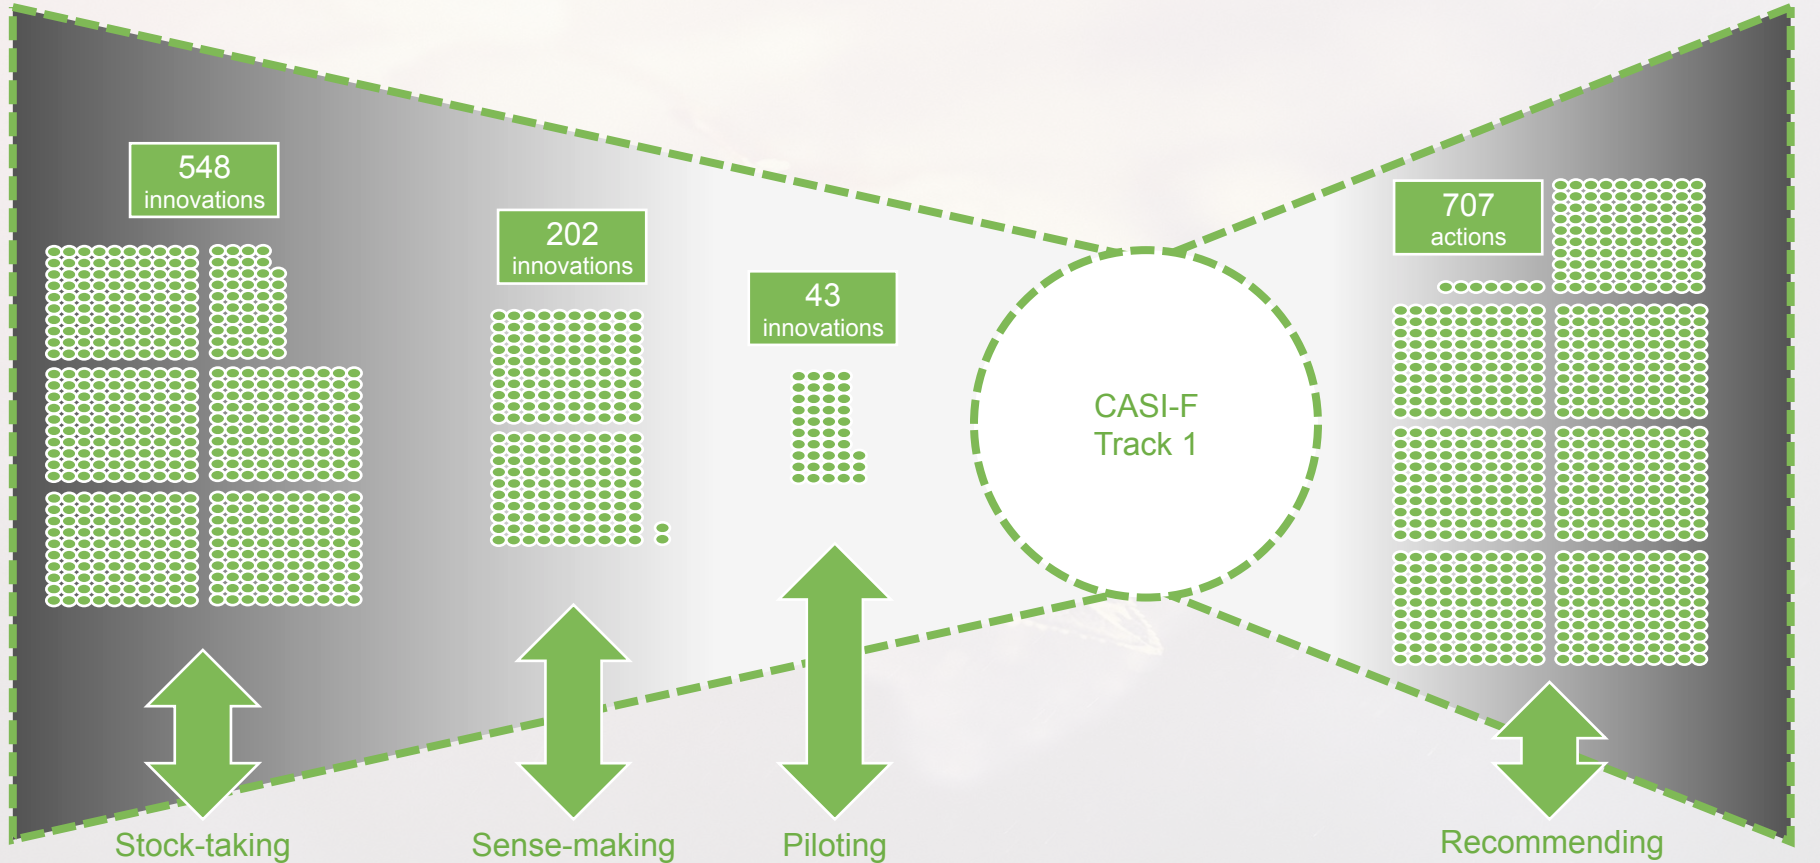 548
innovations
202
innovations
43
innovations
CASI-F
Track 1
707
actions
Stock-taking
Sense-making
Piloting
Recommending